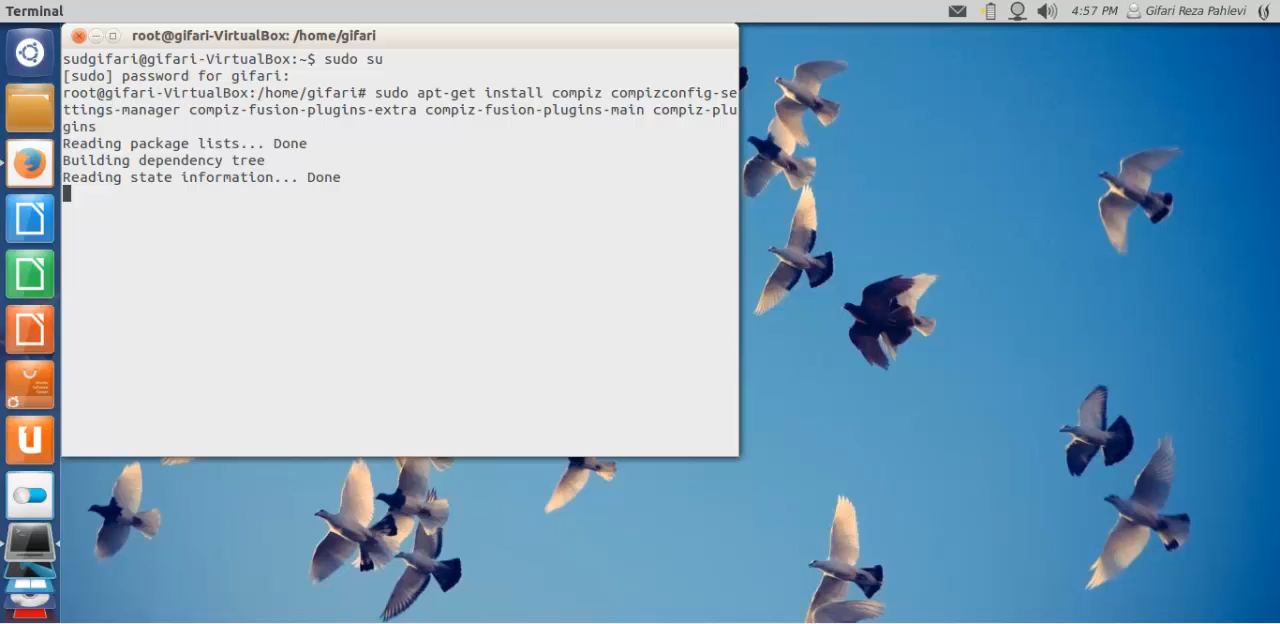 Terminal
4:57 PM Gifari Reza Pahlevi
root@gifari-VirtualBox: /home/gifari
sudgifari@gifari-VirtualBox:~$ sudo su
[sudo] password for gifari:
root@gifari-VirtualBox:/home/gifari# sudo apt-get install compiz compizconfig-se
ttings-manager compiz-fusion-plugins-extra compiz-fusion-plugins-main compiz-plu
gins
Reading package lists... Done
Building dependency tree
Reading state information... Done